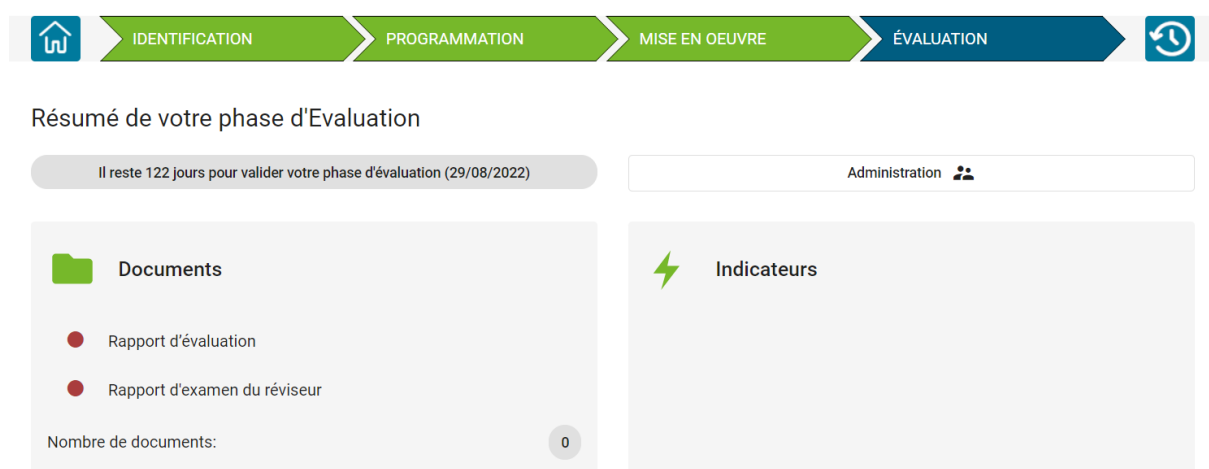 IDENTIFICATION
PROGRAMMATION
MISE EN OEUVRE
ÉVALUATION
Résumé de votre phase d'Evaluation
Il reste 122 jours pour valider votre phase d'évaluation (29/08/2022)
Administration
Documents
Indicateurs
Rapport d'évaluation
Rapport d'examen du réviseur
Nombre de documents:
0